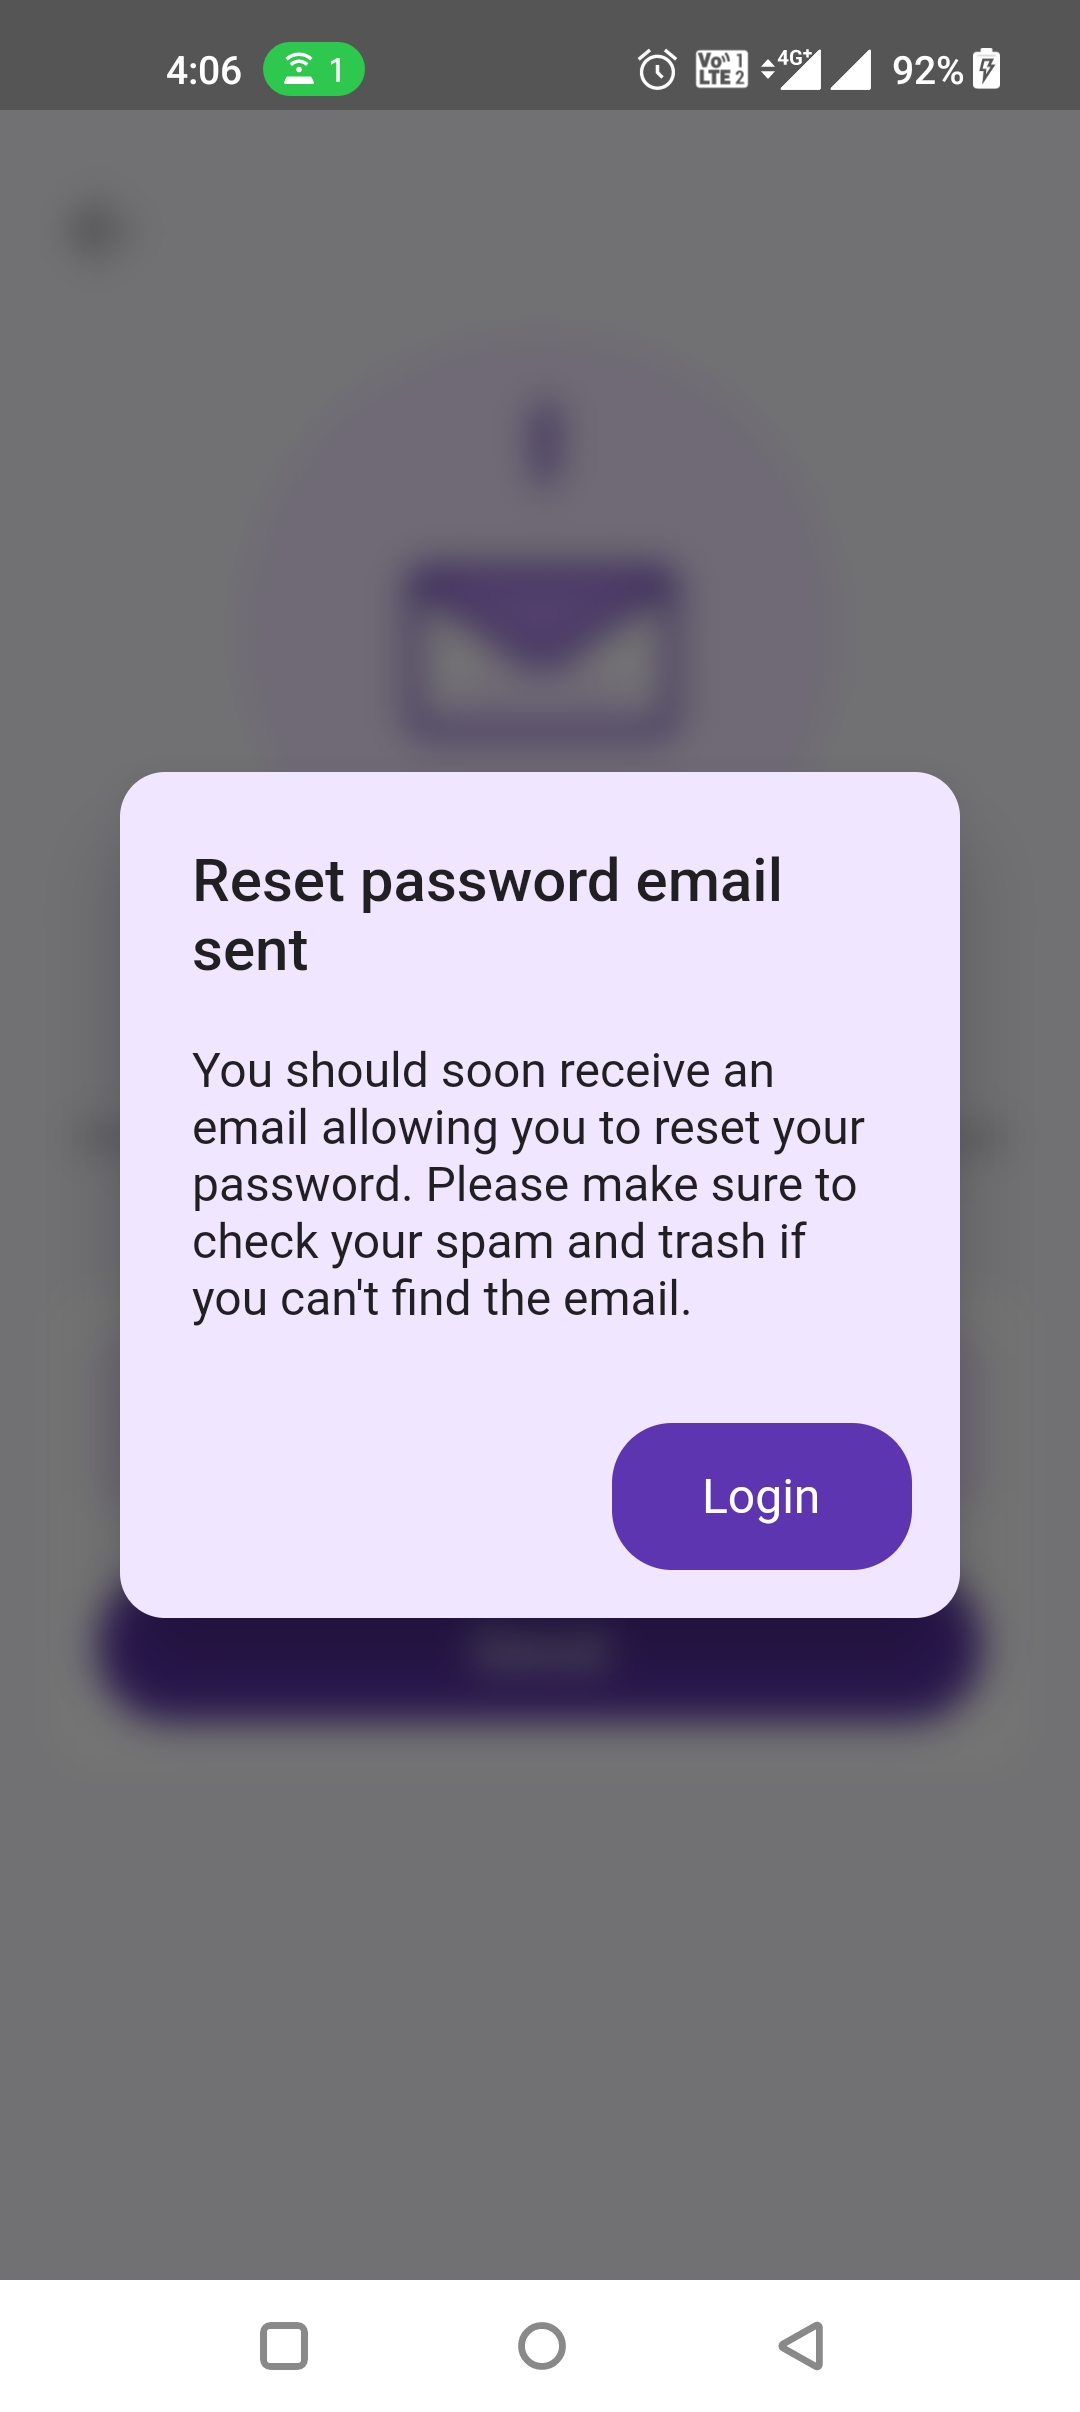 4:06 1 Vo 1 LTE 2 4G+ 92%
Reset password email
sent
You should soon receive an
email allowing you to reset your
password. Please make sure to
check your spam and trash if
you can't find the email.
Login